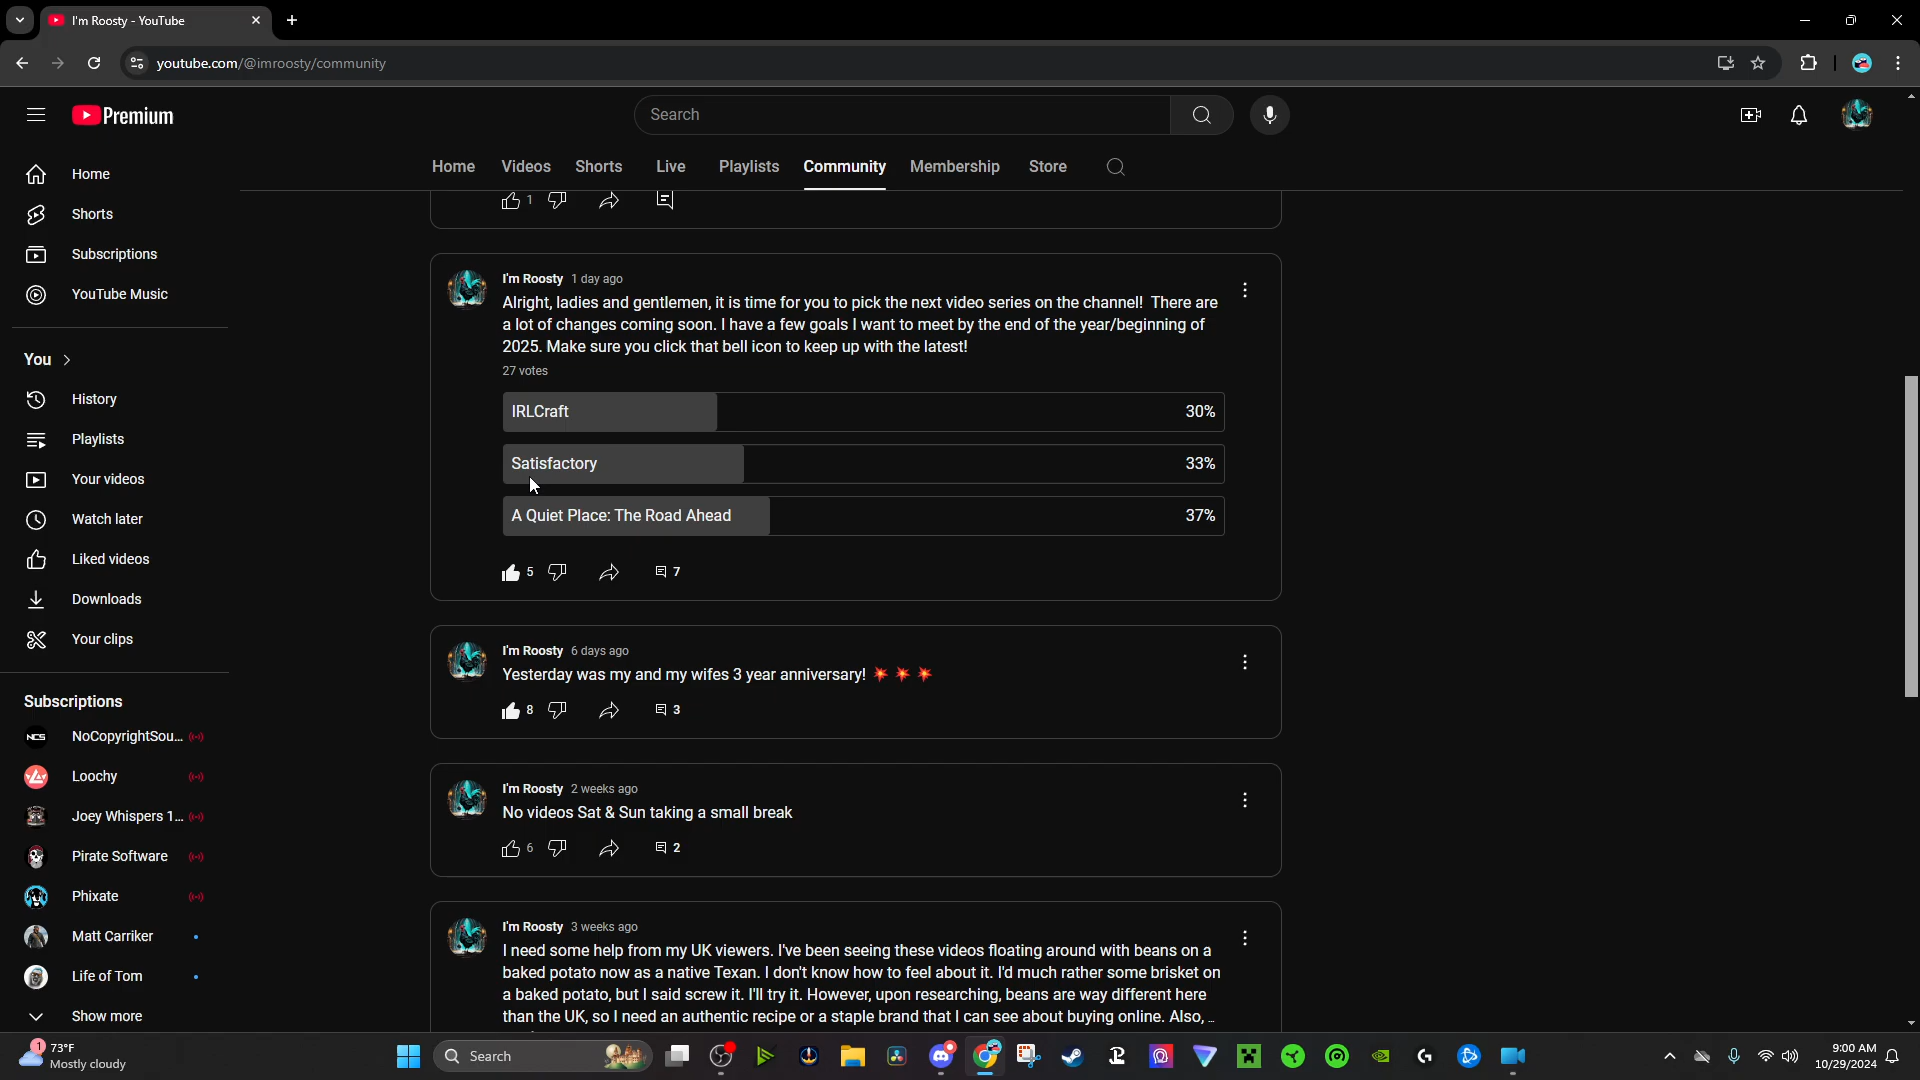 I'm Roosty - YouTube
youtube.com/@imroosty/community
Premium
Search
Home
Videos
Shorts
Live
Playlists
Community
Membership
Store
Home
Shorts
Subscriptions
YouTube Music
You
History
Playlists
Your videos
Watch later
Liked videos
Downloads
Your clips
Subscriptions
NCS
NoCopyrightSou...
Loochy
Joey Whispers 1...
Pirate Software
Phixate
Matt Carriker
Life of Tom
Show more
1
I'm Roosty 1 day ago
Alright, ladies and gentlemen, it is time for you to pick the next video series on the channel! There are
a lot of changes coming soon. I have a few goals I want to meet by the end of the year/beginning of
2025. Make sure you click that bell icon to keep up with the latest!
27 votes
IRLCraft 30%
Satisfactory 33%
A Quiet Place: The Road Ahead 37%
5 7
I'm Roosty 6 days ago
Yesterday was my and my wifes 3 year anniversary!
8 3
I'm Roosty 2 weeks ago
No videos Sat & Sun taking a small break
6 2
I'm Roosty 3 weeks ago
I need some help from my UK viewers. I've been seeing these videos floating around with beans on a
baked potato now as a native Texan. I don't know how to feel about it. I'd much rather some brisket on
a baked potato, but I said screw it. I'll try it. However, upon researching, beans are way different here
than the UK, so I need an authentic recipe or a staple brand that I can see about buying online. Also, ...
1
73°F
Mostly cloudy
Search
9:00 AM
10/29/2024